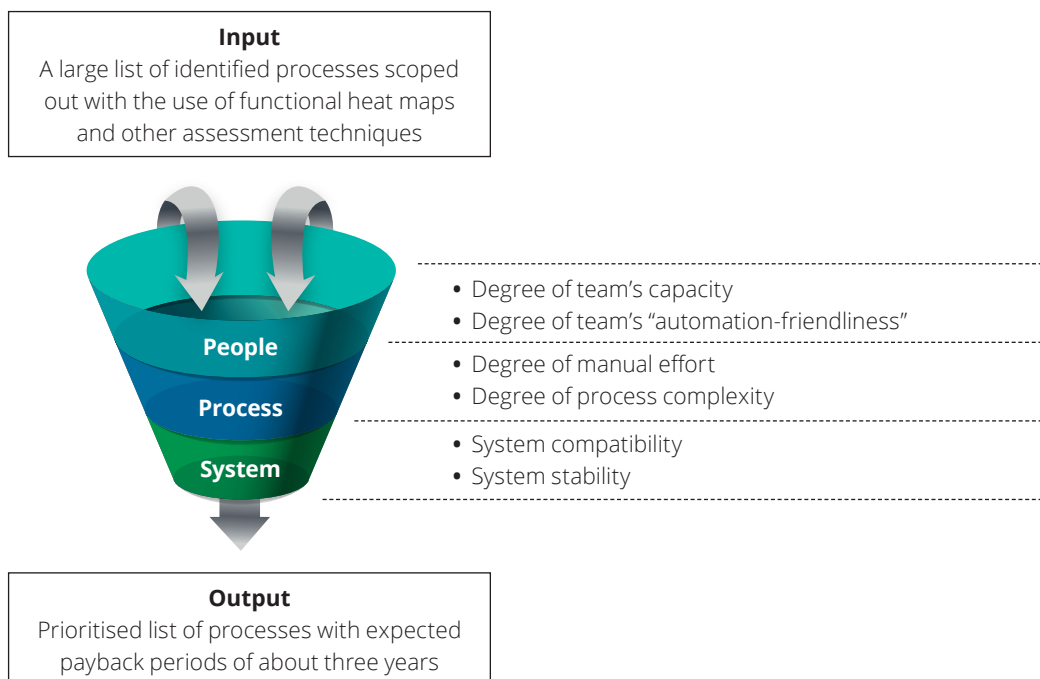 Input
A large list of identified processes scoped
out with the use of functional heat maps
and other assessment techniques
People
• Degree of team’s capacity
• Degree of team’s “automation-friendliness”
Process
• Degree of manual effort
• Degree of process complexity
System
• System compatibility
• System stability
Output
Prioritised list of processes with expected
payback periods of about three years